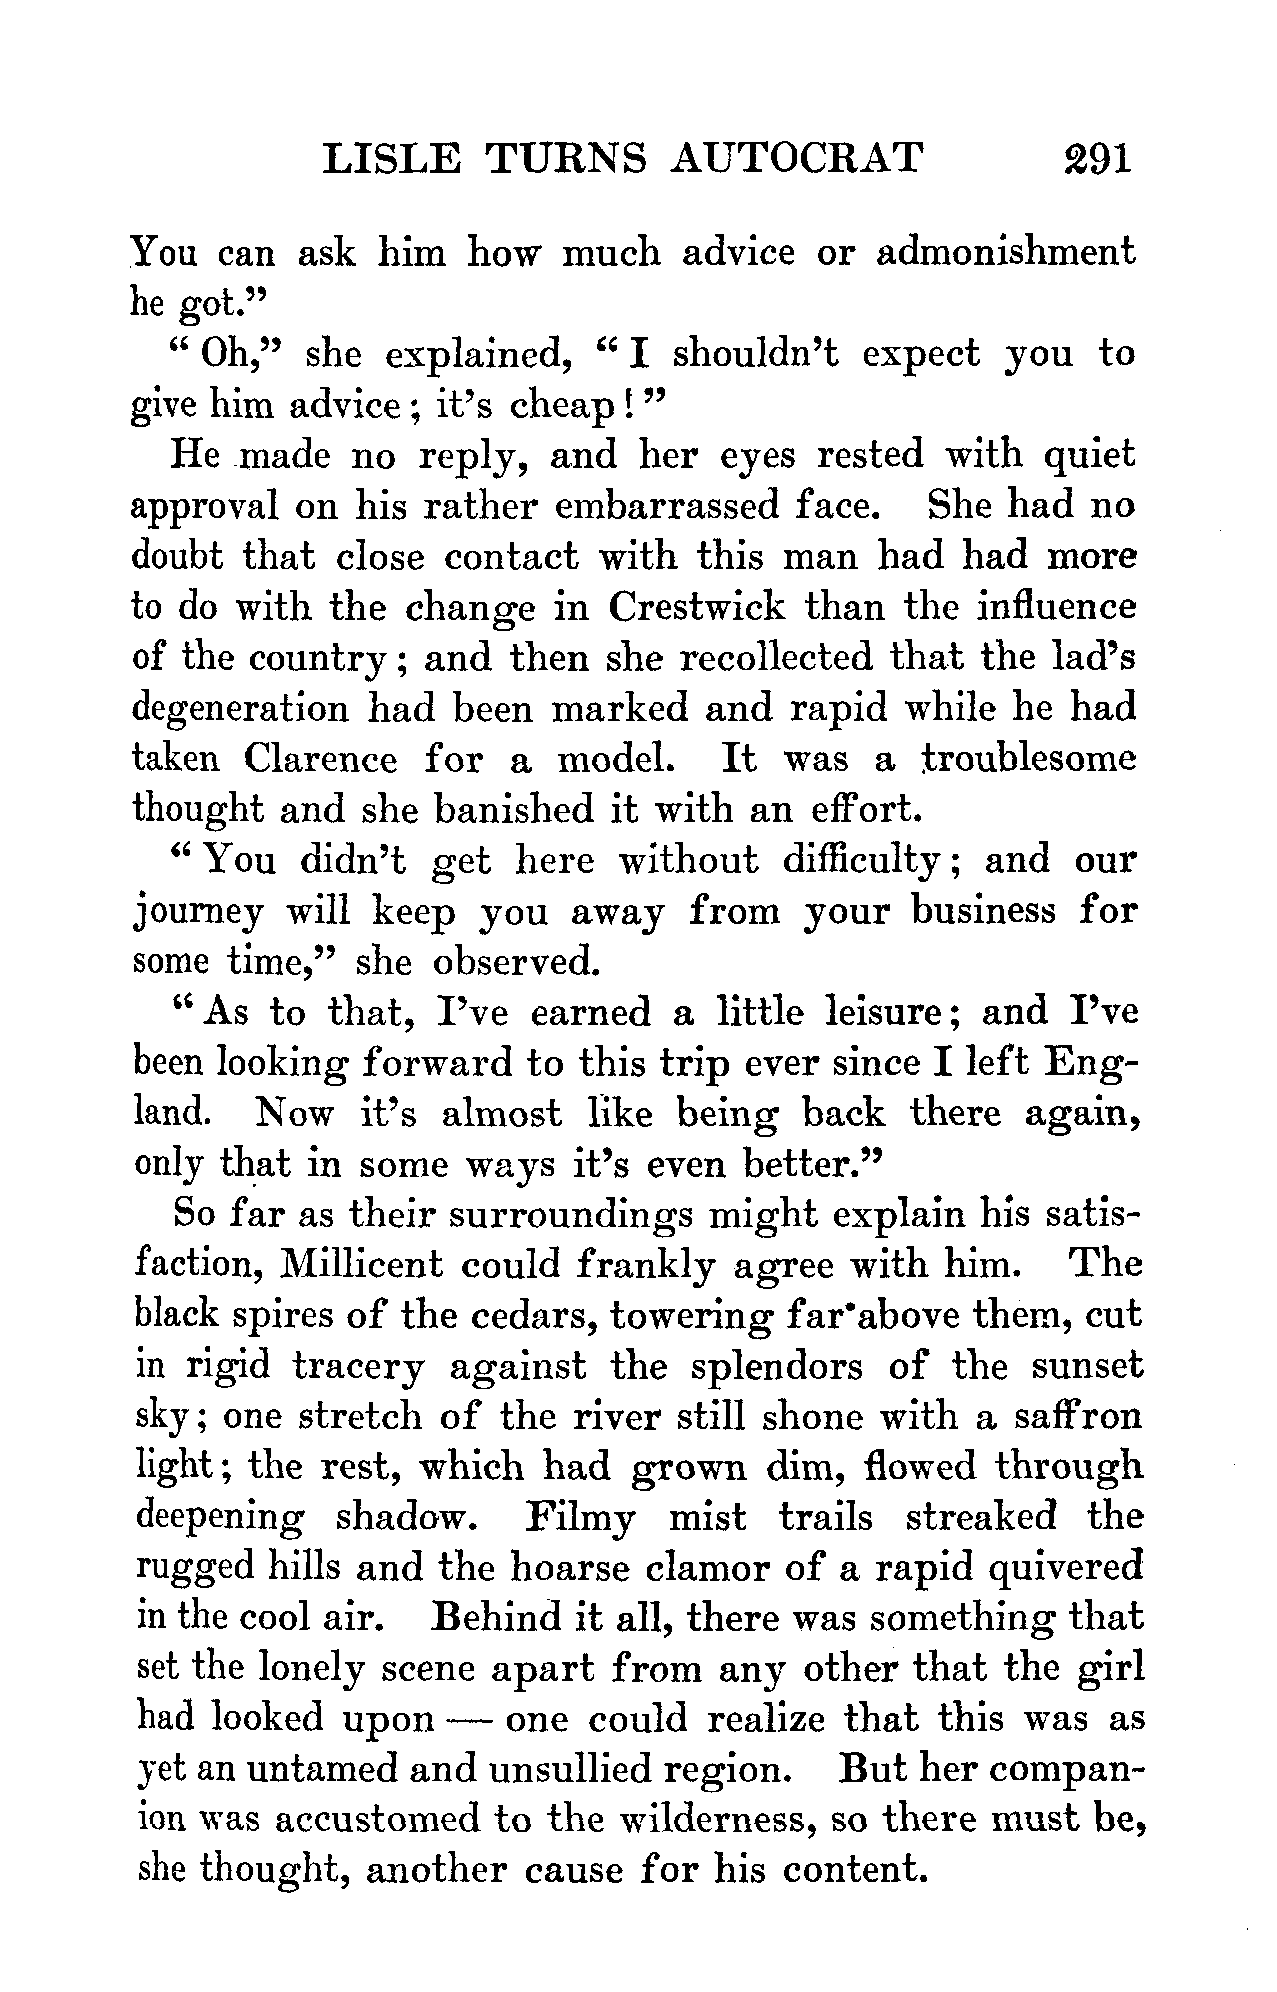 LISLE TURNS AUTOCRAT 291
You can ask him how much advice or admonishment
he got."
"Oh," she explained, "I shouldn't expect you to
give him advice; it's cheap!"
He made no reply, and her eyes rested with quiet
approval on his rather embarrassed face. She had no
doubt that close contact with this man had had more
to do with the change in Crestwick than the influence
of the country; and then she recollected that the lad's
degeneration had been marked and rapid while he had
taken Clarence for a model. It was a troublesome
thought and she banished it with an effort.
"You didn't get here without difficulty; and our
journey will keep you away from your business for
some time," she observed.
"As to that, I've earned a little leisure; and I've
been looking forward to this trip ever since I left Eng-
land. Now it's almost like being back there again,
only that in some ways it's even better."
So far as their surroundings might explain his satis-
faction, Millicent could frankly agree with him. The
black spires of the cedars, towering far above them, cut
in rigid tracery against the splendors of the sunset
sky; one stretch of the river still shone with a saffron
light; the rest, which had grown dim, flowed through
deepening shadow. Filmy mist trails streaked the
rugged hills and the hoarse clamor of a rapid quivered
in the cool air. Behind it all, there was something that
set the lonely scene apart from any other that the girl
had looked upon — one could realize that this was as
yet an untamed and unsullied region. But her compan-
ion was accustomed to the wilderness, so there must be,
she thought, another cause for his content.